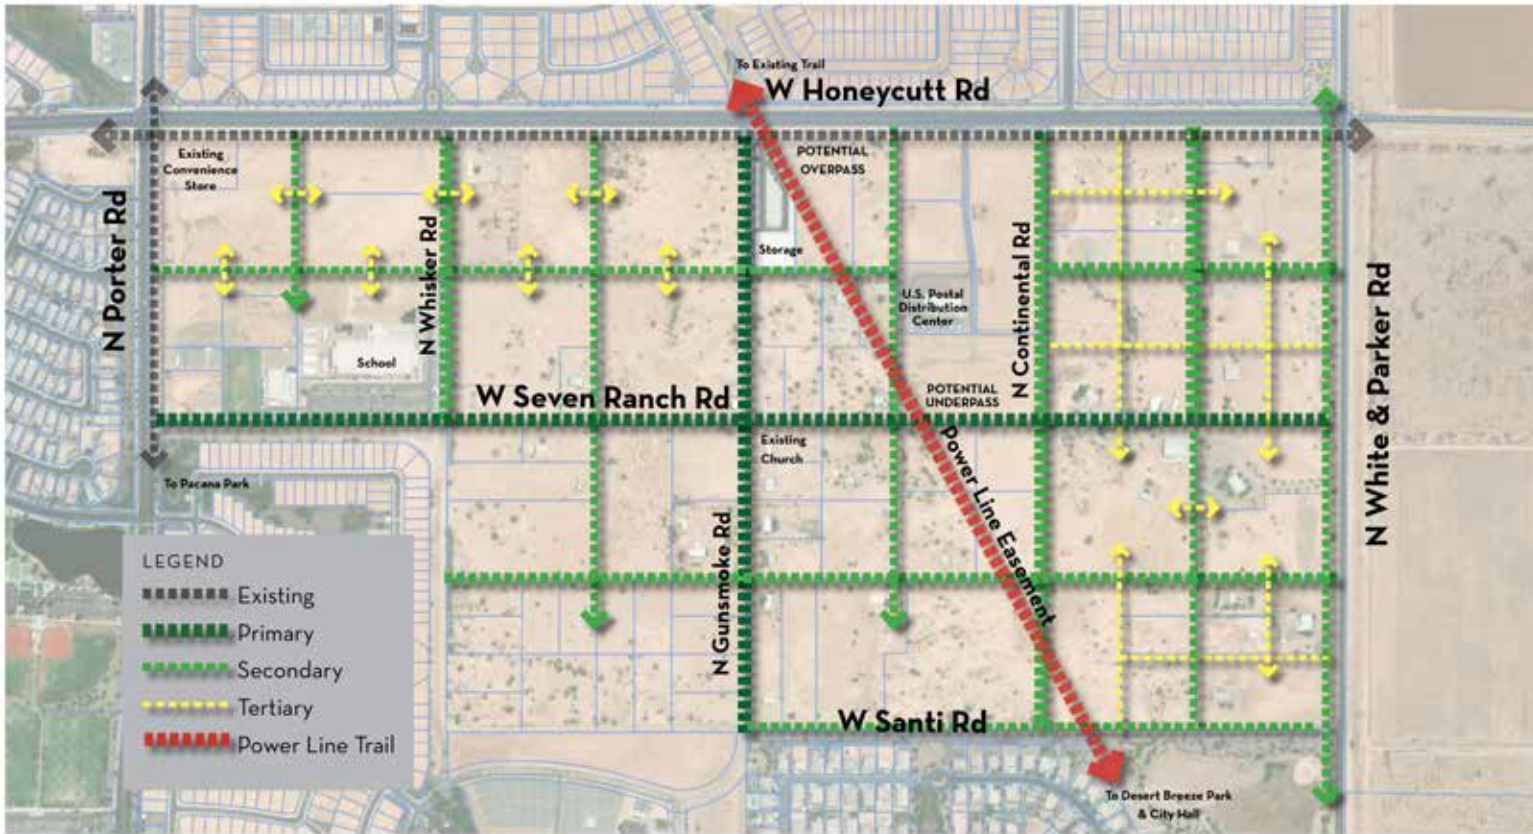 To Existing Trail
W Honeycutt Rd
Existing
Convenience
Store
POTENTIAL
OVERPASS
N Porter Rd
N Whisker Rd
Storage
U.S. Postal
Distribution
Center
N Continental Rd
N White & Parker Rd
School
W Seven Ranch Rd
POTENTIAL
UNDERPASS
Existing
Church
Power Line Easement
To Pacana Park
N Gunsmoke Rd
LEGEND
Existing
Primary
Secondary
Tertiary
Power Line Trail
W Santi Rd
To Desert Breeze Park
& City Hall